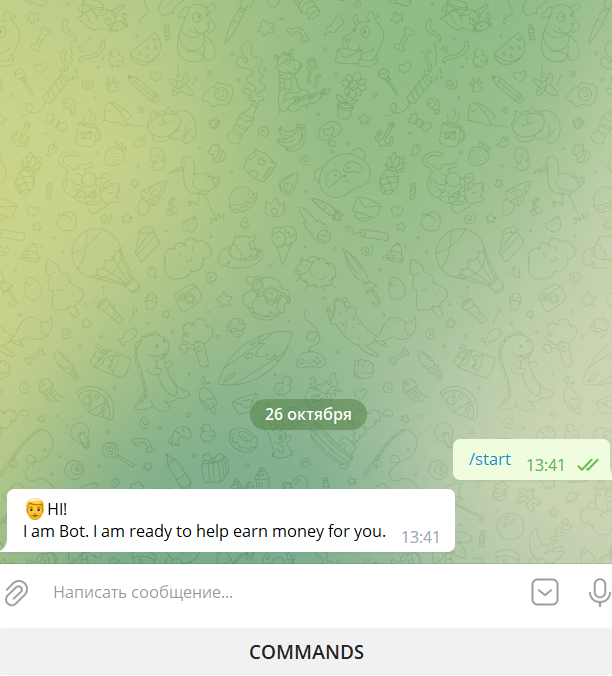 26 октября
/start 13:41
HI!
I am Bot. I am ready to help earn money for you. 13:41
Написать сообщение...
COMMANDS